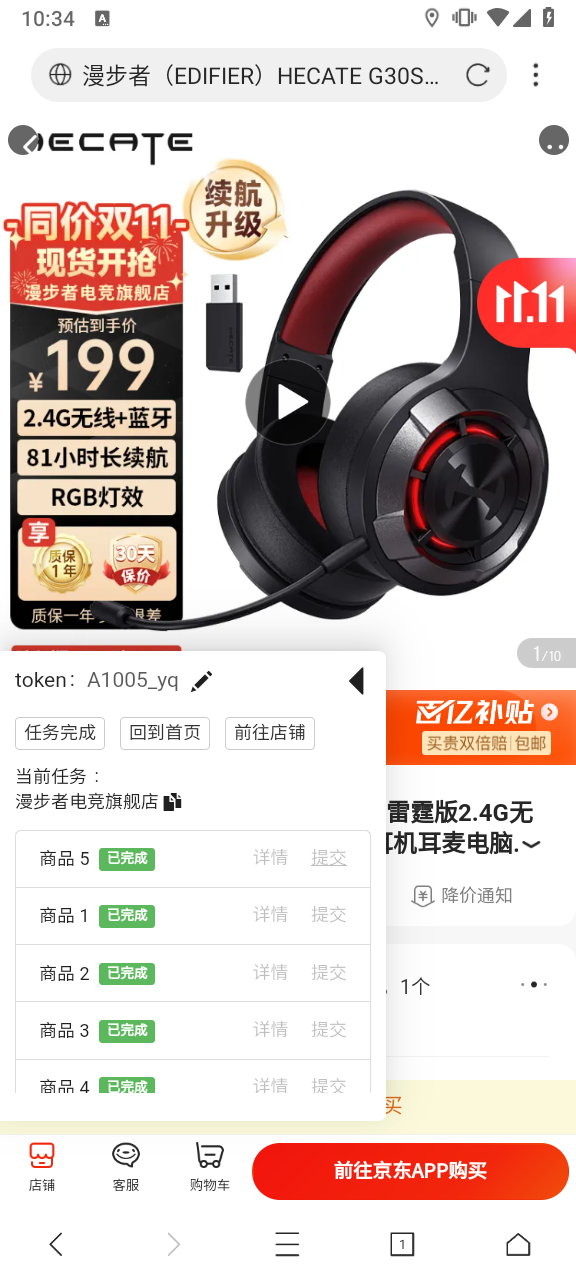 10:34
A
漫步者（EDIFIER）HECATE G30S...
HECATE
续航
升级
同价双11
现货开抢
漫步者电竞旗舰店
11.11
预估到手价
¥199
2.4G无线+蓝牙
81小时长续航
RGB灯效
享
质保
1年
30天
保价
质保一年
退差
1/10
token： A1005_yq
百亿补贴
买贵双倍赔 包邮
任务完成 回到首页 前往店铺
当前任务：
漫步者电竞旗舰店
雷霆版2.4G无
耳机耳麦电脑.
商品 5 已完成 详情 提交
降价通知
商品 1 已完成 详情 提交
商品 2 已完成 详情 提交
1个
商品 3 已完成 详情 提交
商品 4 已完成 详情 提交
买
店铺 客服 购物车 前往京东APP购买
1